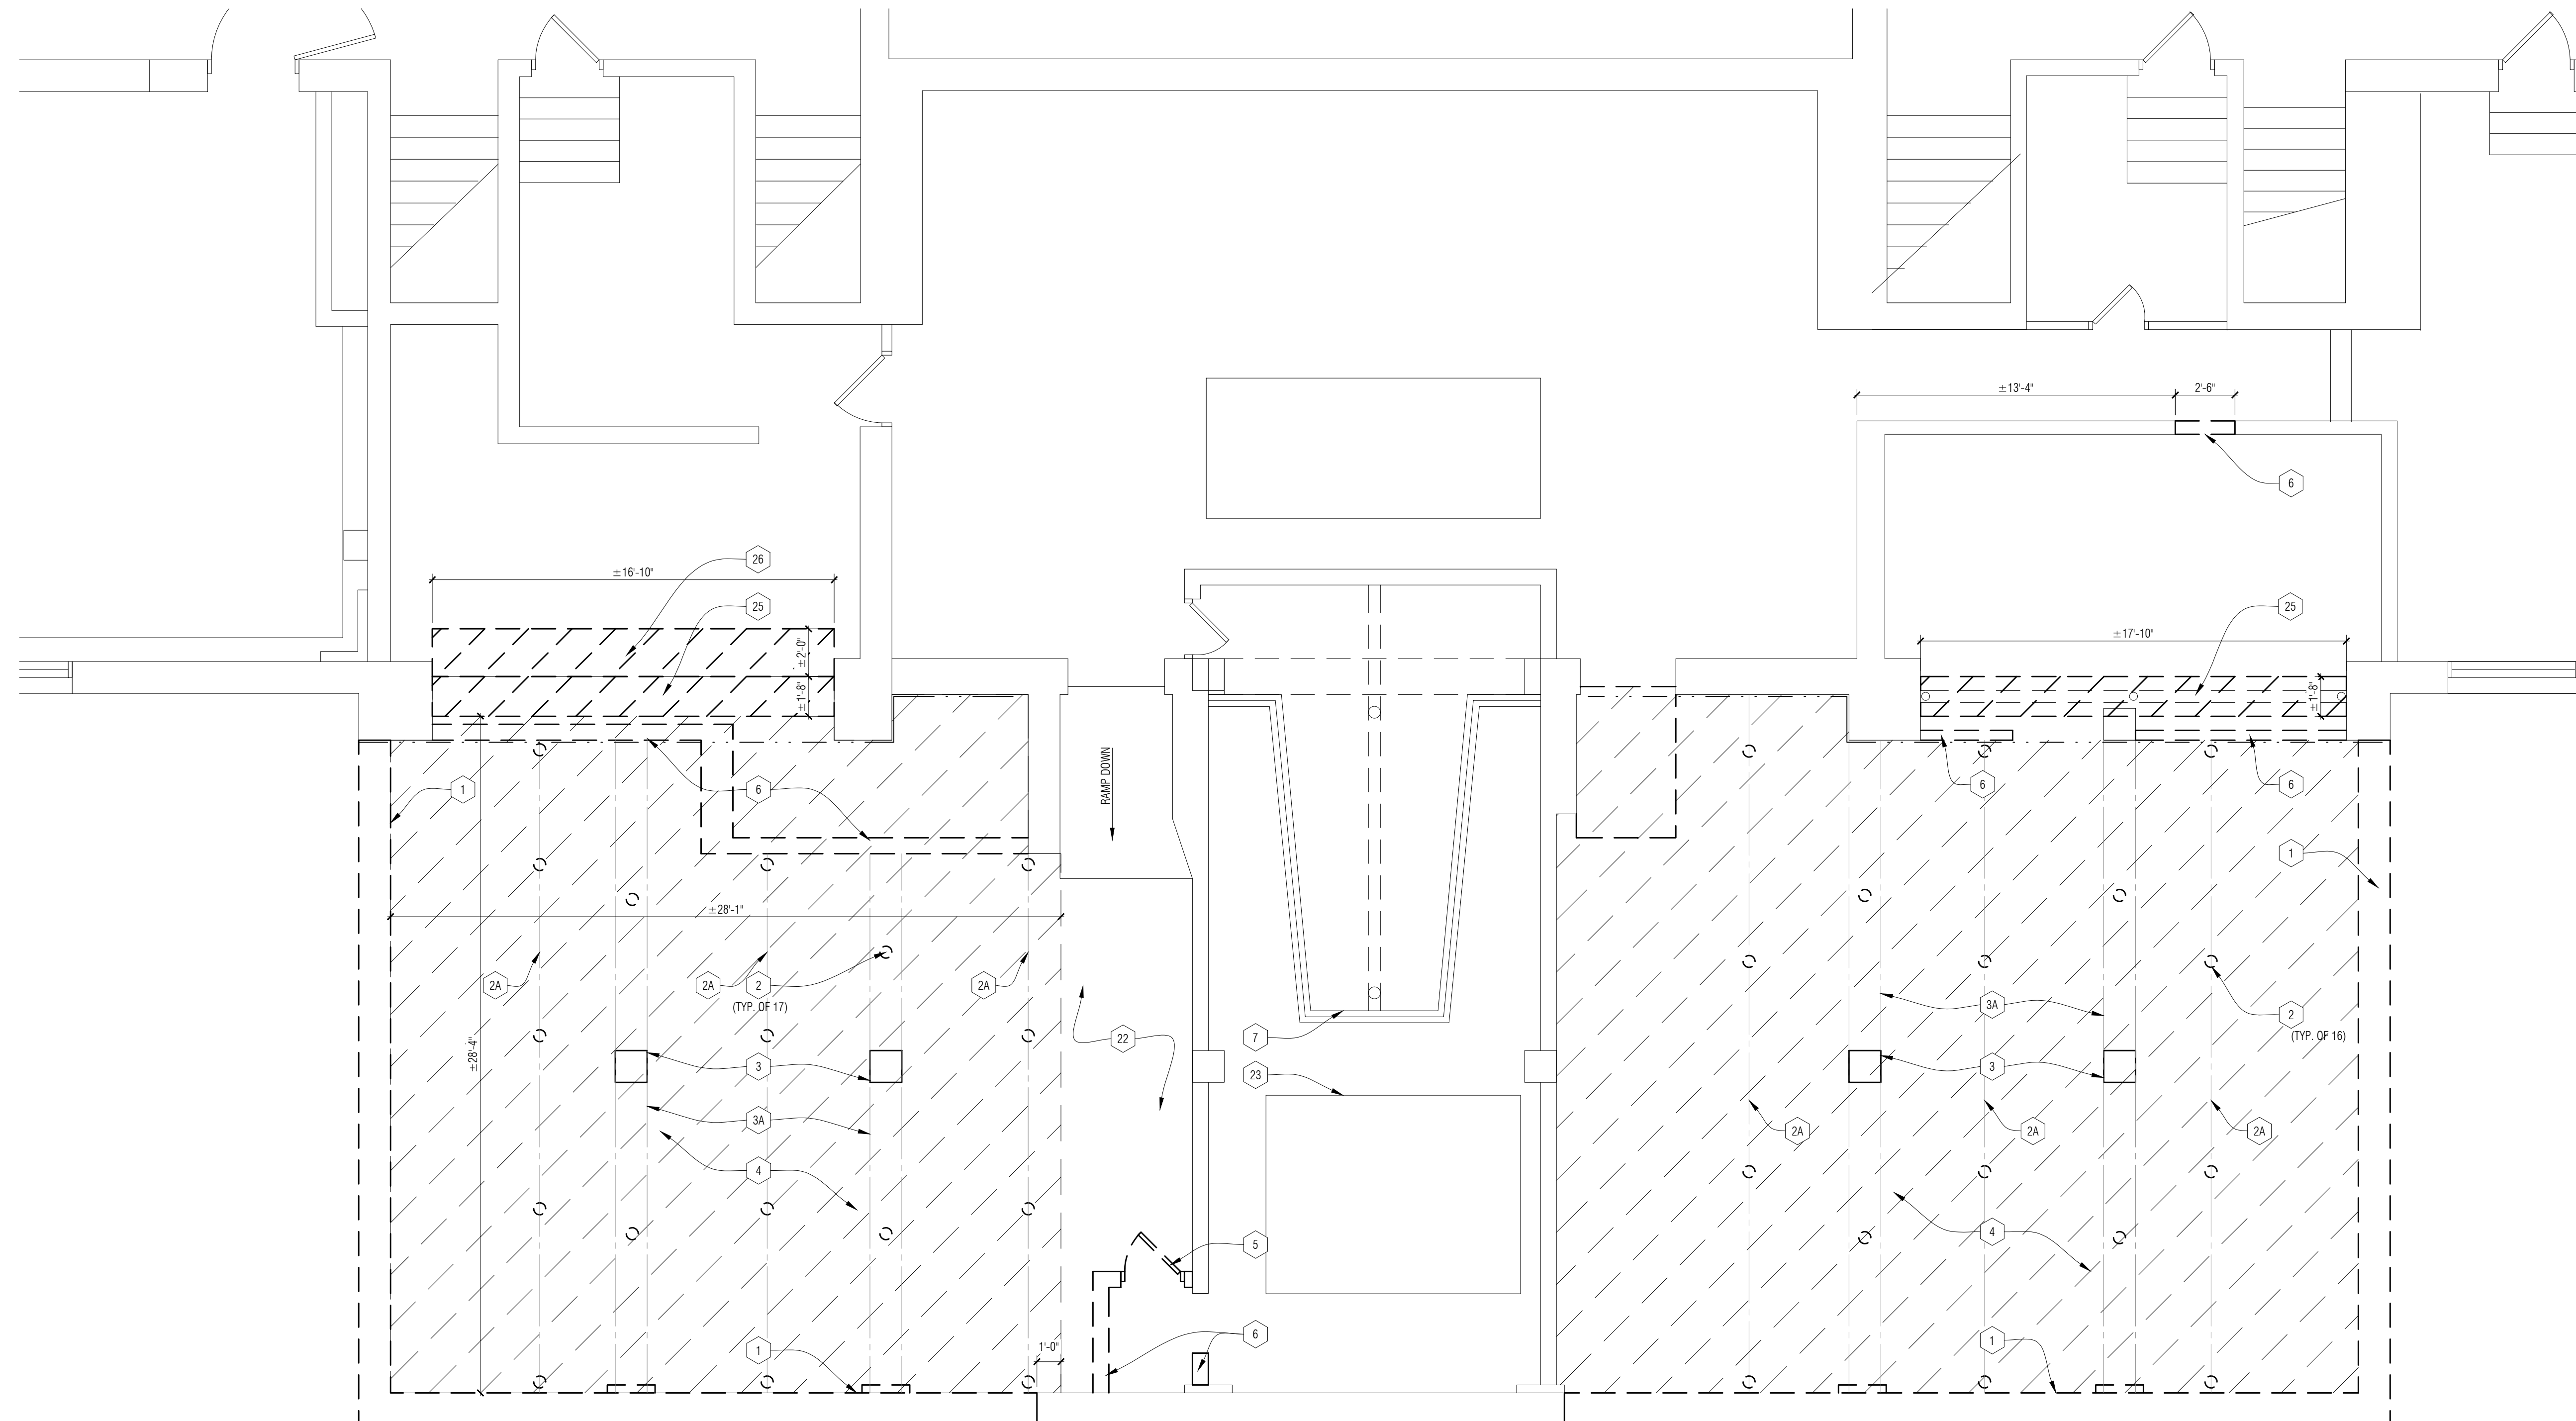 ±13'-4"
2'-6"
6
26
±16'-10"
25
±2'-0"
±1'-8"
25
±17'-10"
±1'-8"
RAMP DOWN
1
6
6
6
1
±28'-1"
2A
2A
2
(TYP. OF 17)
2A
3A
2
(TYP. OF 16)
22
7
±28'-4"
3
23
3
3A
2A
2A
2A
4
4
5
1
1'-0"
6
1